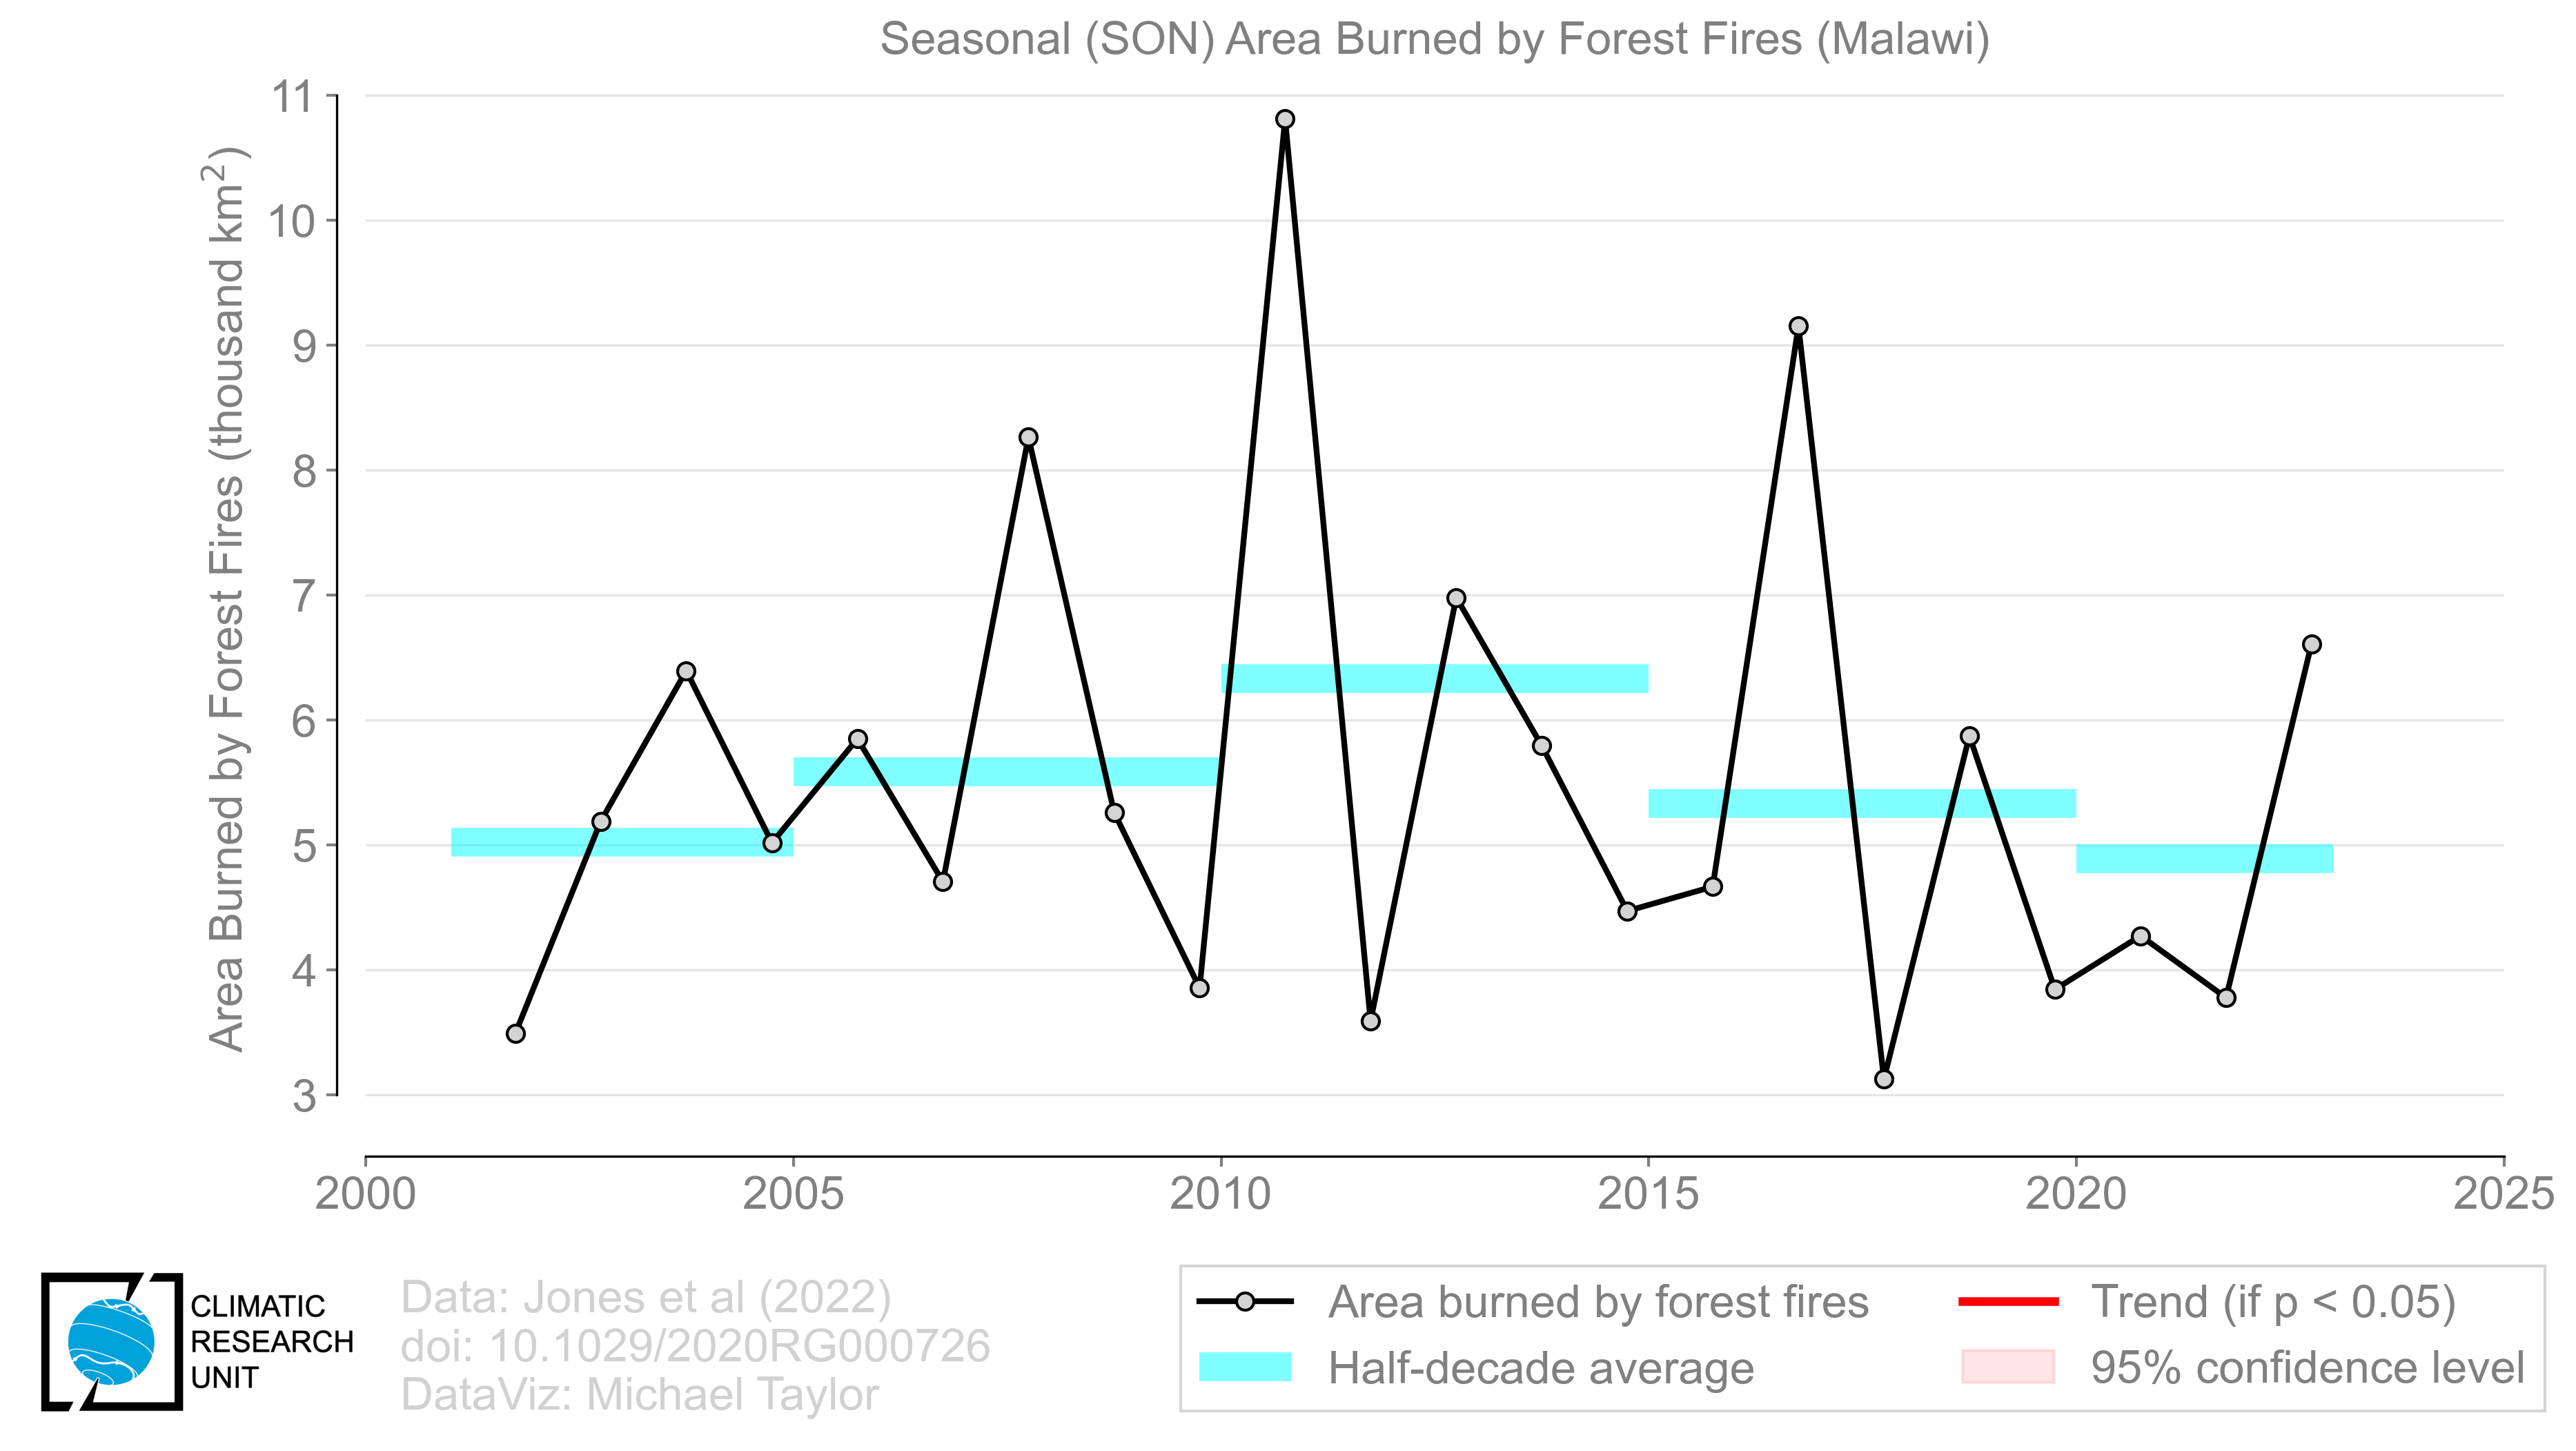 Seasonal (SON) Area Burned by Forest Fires (Malawi)
Area Burned by Forest Fires (thousand km²)
11
10
9
8
7
6
5
4
3
2000 2005 2010 2015 2020 2025
CLIMATIC
RESEARCH
UNIT
Data: Jones et al (2022)
doi: 10.1029/2020RG000726
DataViz: Michael Taylor
Area burned by forest fires
Half-decade average
Trend (if p < 0.05)
95% confidence level